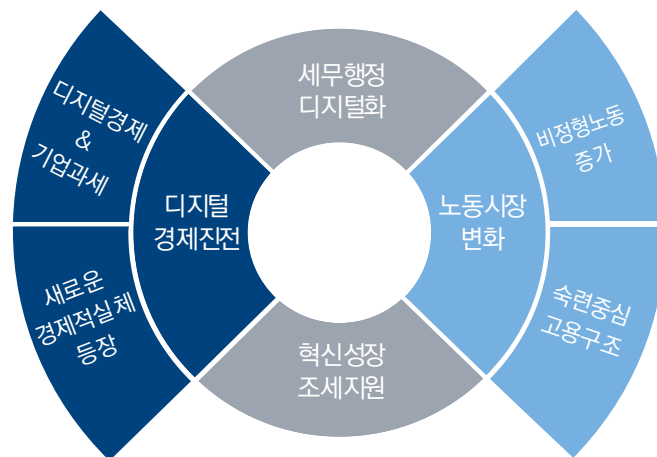 세무행정
디지털화
디지털경제
&
기업과세
비정형노동
증가
디지털
경제진전
노동시장
변화
새로운
경제적실체
등장
숙련중심
고용구조
혁신성장
조세지원